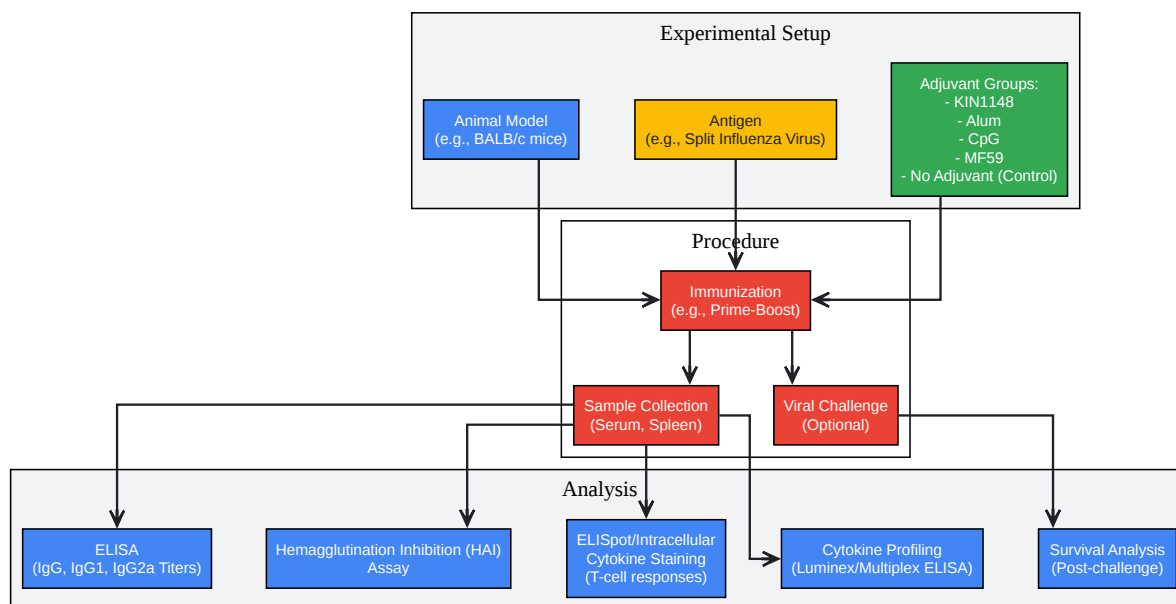 Experimental Setup
Animal Model
(e.g., BALB/c mice)
Antigen
(e.g., Split Influenza Virus)
Adjuvant Groups:
- KIN1148
- Alum
- CpG
- MF59
- No Adjuvant (Control)
Procedure
Immunization
(e.g., Prime-Boost)
Sample Collection
(Serum, Spleen)
Viral Challenge
(Optional)
Analysis
ELISA
(IgG, IgG1, IgG2a Titers)
Hemagglutination Inhibition (HAI)
Assay
ELISpot/Intracellular
Cytokine Staining
(T-cell responses)
Cytokine Profiling
(Luminex/Multiplex ELISA)
Survival Analysis
(Post-challenge)